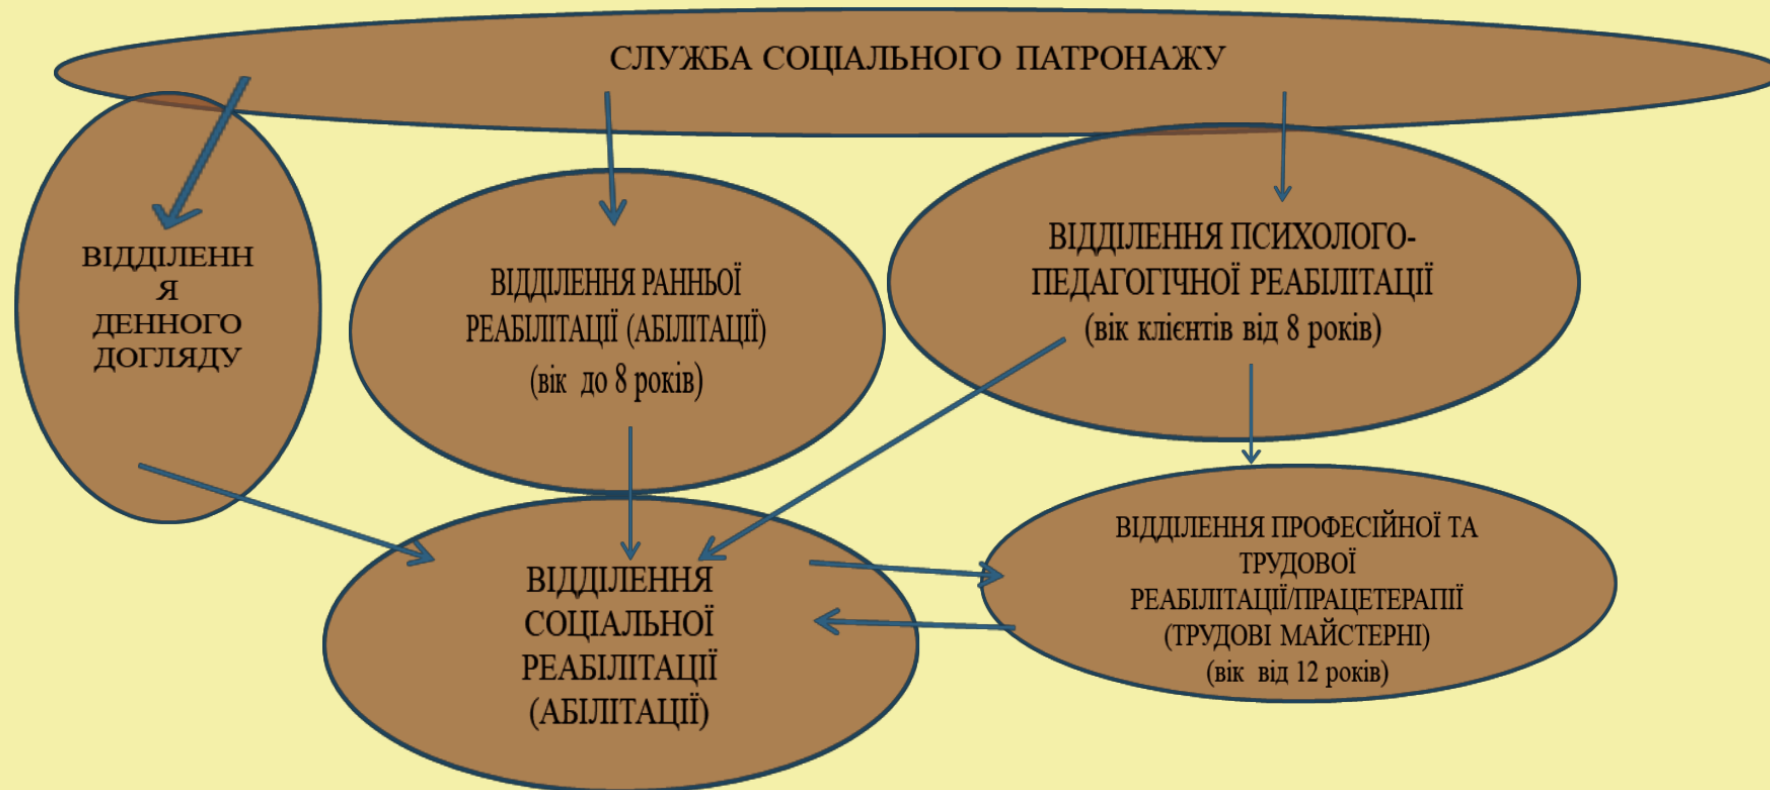 СЛУЖБА СОЦІАЛЬНОГО ПАТРОНАЖУ
ВІДДІЛЕНН
Я
ДЕННОГО
ДОГЛЯДУ
ВІДДІЛЕННЯ РАННЬОЇ
РЕАБІЛІТАЦІЇ (АБІЛІТАЦІЇ)
(вік до 8 років)
ВІДДІЛЕННЯ ПСИХОЛОГО-
ПЕДАГОГІЧНОЇ РЕАБІЛІТАЦІЇ
(вік клієнтів від 8 років)
ВІДДІЛЕННЯ
СОЦІАЛЬНОЇ
РЕАБІЛІТАЦІЇ
(АБІЛІТАЦІЇ)
ВІДДІЛЕННЯ ПРОФЕСІЙНОЇ ТА
ТРУДОВОЇ
РЕАБІЛІТАЦІЇ/ПРАЦЕТЕРАПІЇ
(ТРУДОВІ МАЙСТЕРНІ)
(вік від 12 років)